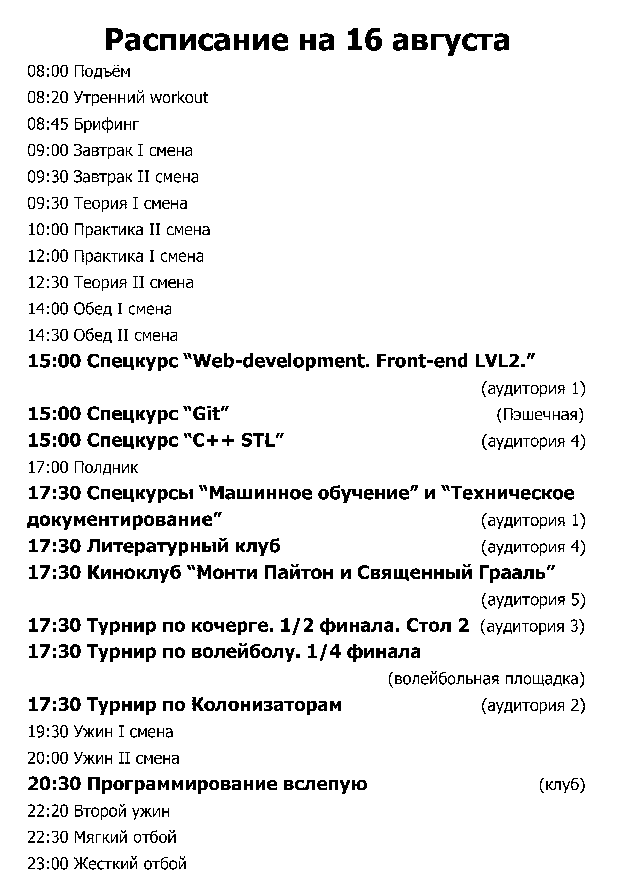 Расписание на 16 августа
08:00 Подъём
08:20 Утренний workout
08:45 Брифинг
09:00 Завтрак I смена
09:30 Завтрак II смена
09:30 Теория I смена
10:00 Практика II смена
12:00 Практика I смена
12:30 Теория II смена
14:00 Обед I смена
14:30 Обед II смена
15:00 Спецкурс “Web-development. Front-end LVL2.”
(аудитория 1)
15:00 Спецкурс “Git” (Пэшечная)
15:00 Спецкурс “C++ STL” (аудитория 4)
17:00 Полдник
17:30 Спецкурсы “Машинное обучение” и “Техническое
документирование” (аудитория 1)
17:30 Литературный клуб (аудитория 4)
17:30 Киноклуб “Монти Пайтон и Священный Грааль”
(аудитория 5)
17:30 Турнир по кочерге. 1/2 финала. Стол 2 (аудитория 3)
17:30 Турнир по волейболу. 1/4 финала
(волейбольная площадка)
17:30 Турнир по Колонизаторам (аудитория 2)
19:30 Ужин I смена
20:00 Ужин II смена
20:30 Программирование вслепую (клуб)
22:20 Второй ужин
22:30 Мягкий отбой
23:00 Жесткий отбой